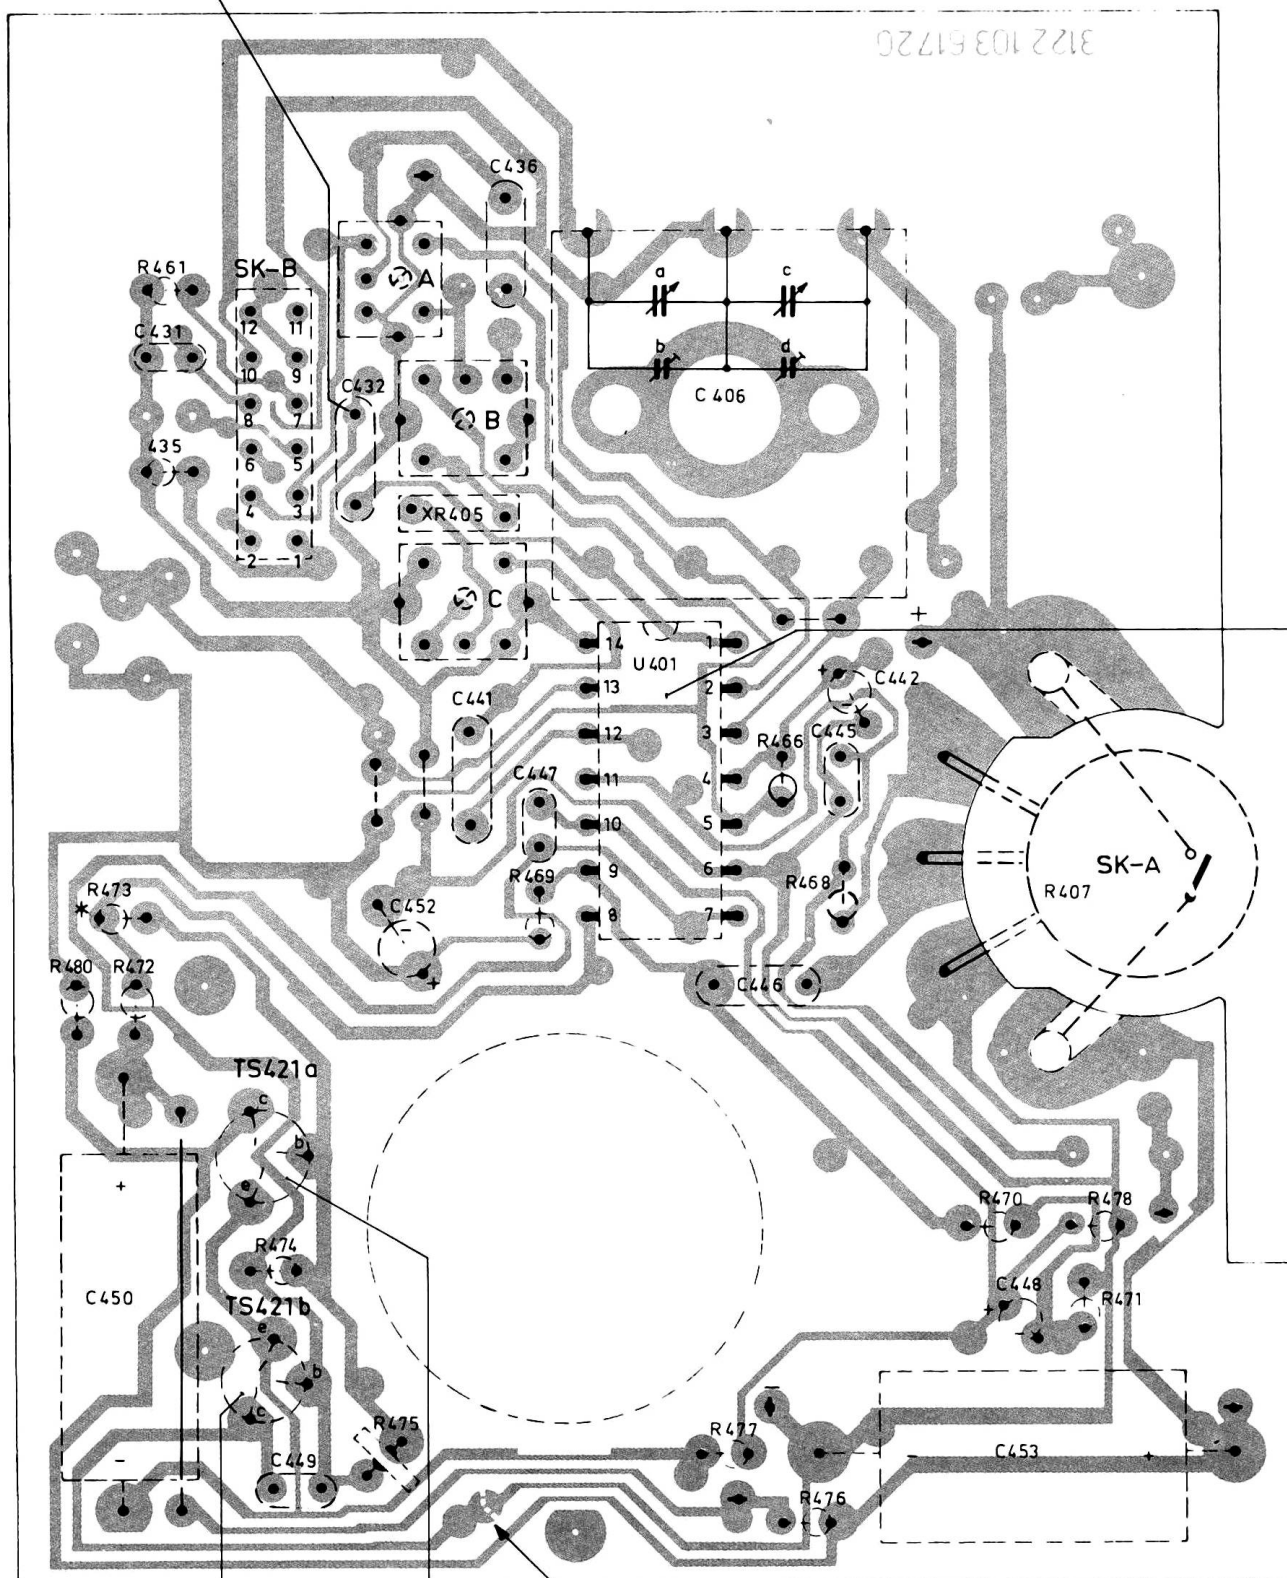 3122 103 61720
C436
R461
SK-B
A
a
c
12
11
C431
b
d
10
9
C432
C 406
8
7
B
435
6
5
4
3
XR405
2
1
C
+
14
1
U 401
13
2
+
C442
C441
12
3
R466
C445
11
4
C447
10
5
9
6
SK-A
R469
R468
R407
R473
*
C452
8
7
R480
R472
+
C446
TS421a
c
b
+
e
R470
R478
R474
C450
C448
+
R471
TS421b
e
b
c
R475
R477
-
-
C449
-
C453
+
R476